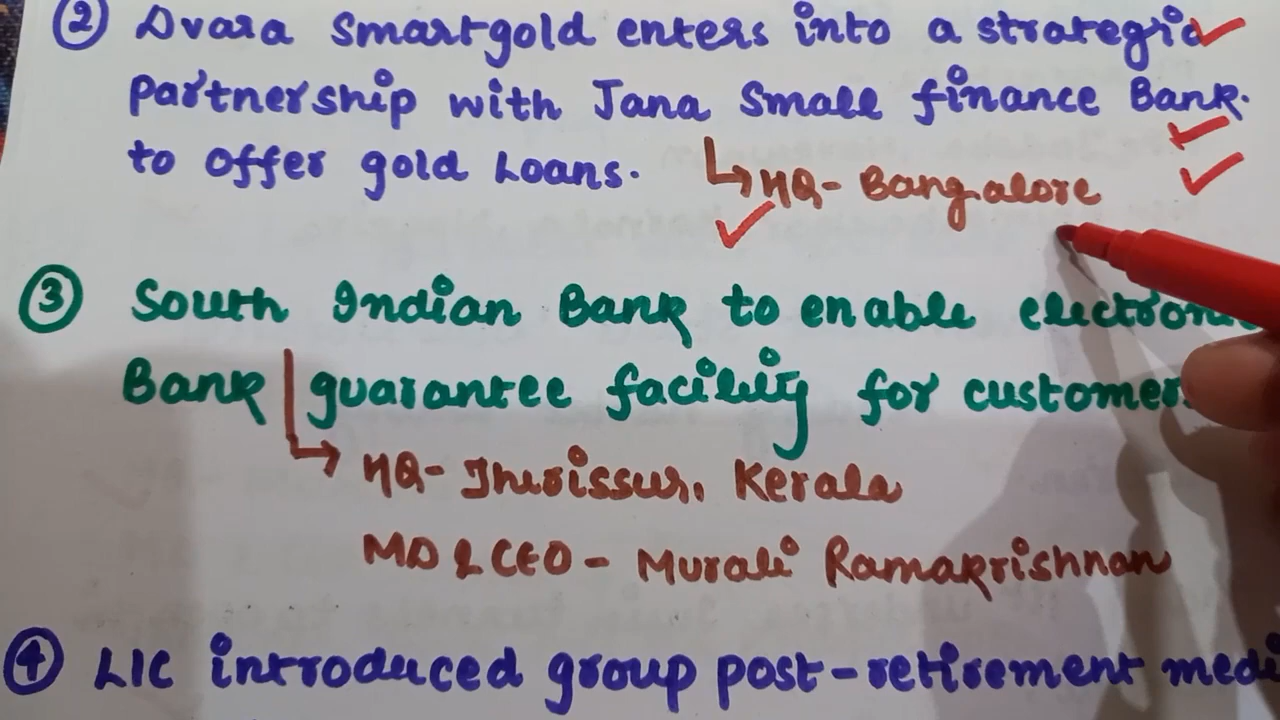 ② Dvara Smartgold enters into a strategic
partnership with Jana Small finance Bank.
to offer gold Loans.
HQ- Bangalore
③ South Indian Bank to enable electronic
Bank guarantee facility for customers.
HQ- Thirissur, Kerala
MD & CEO - Murali Ramakrishnan
④ LIC introduced group post-retirement medi